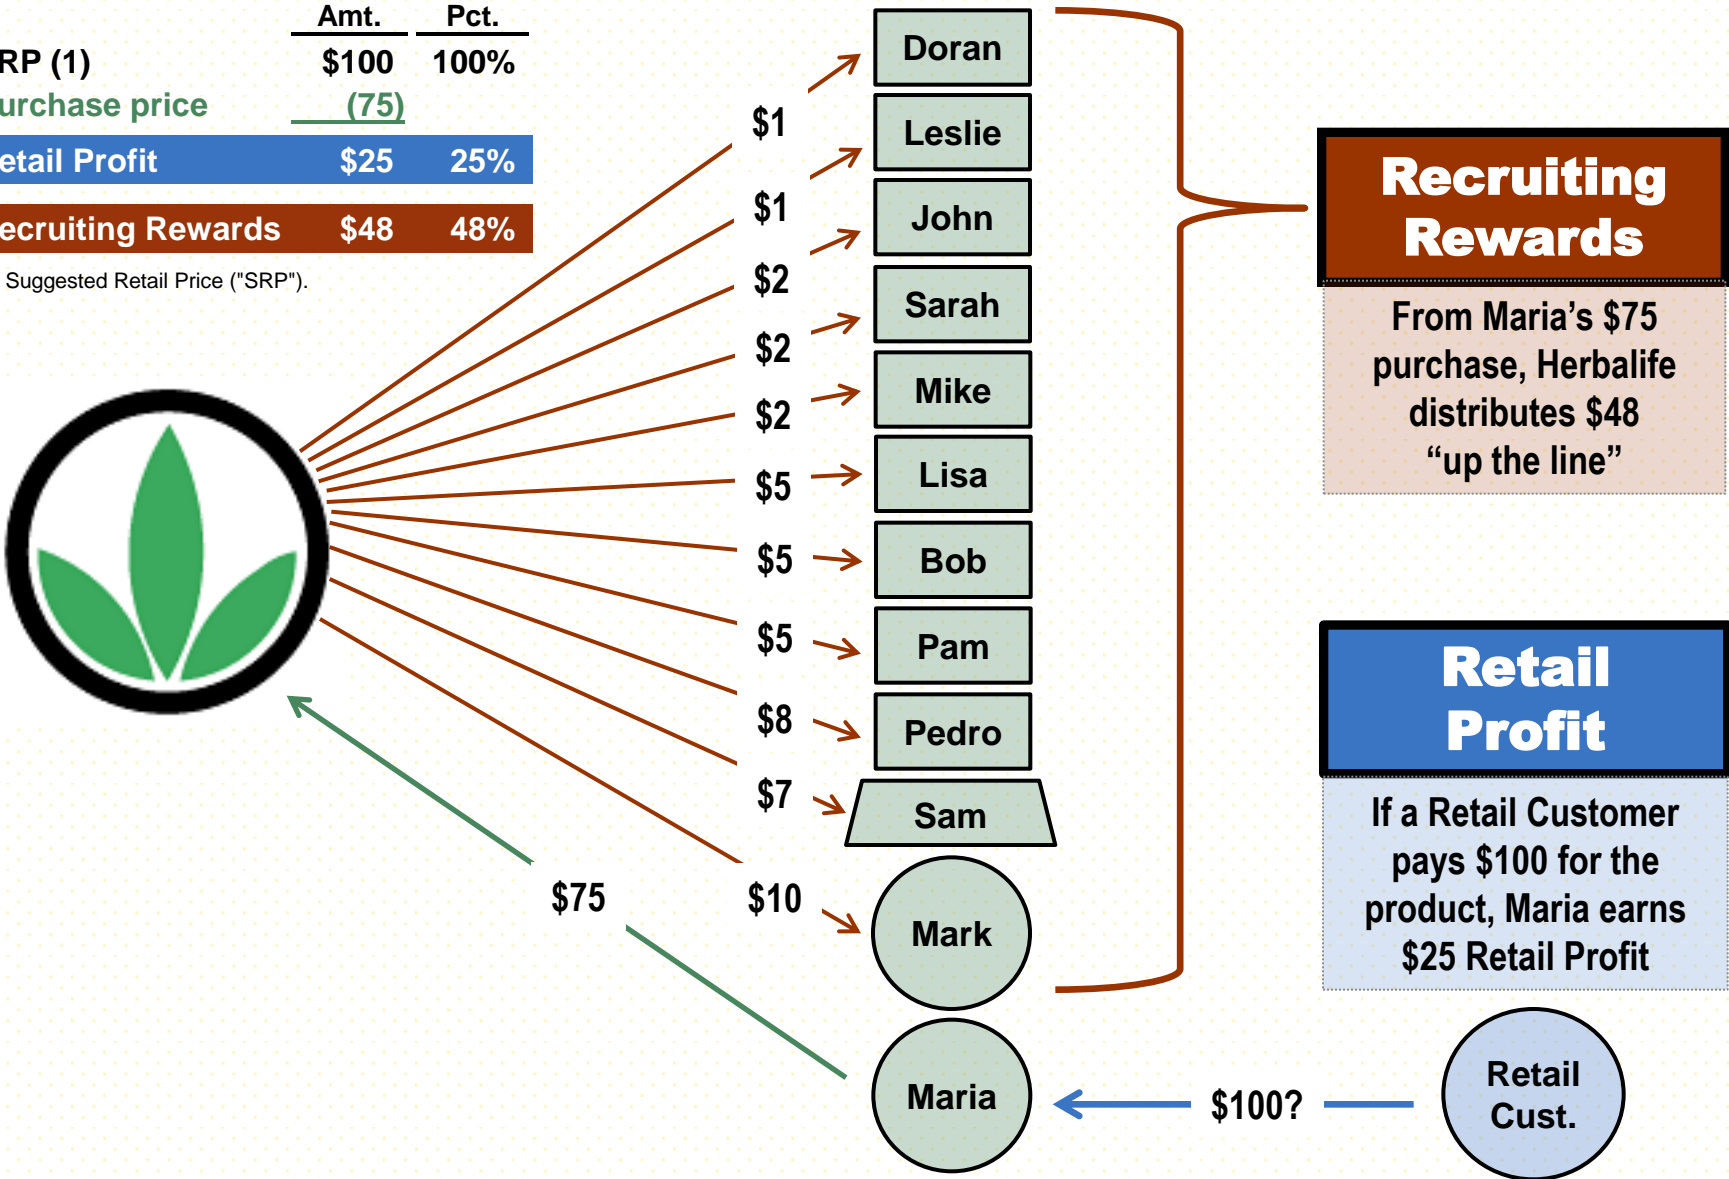 Amt. Pct.
RP (1) $100 100%
urchase price (75)
etail Profit $25 25%
ecruiting Rewards $48 48%
Suggested Retail Price ("SRP").
Doran
Leslie
John
Sarah
Mike
Lisa
Bob
Pam
Pedro
Sam
Mark
Maria
$1
$1
$2
$2
$2
$5
$5
$5
$8
$7
$10
$75
$100?
Recruiting
Rewards
From Maria’s $75
purchase, Herbalife
distributes $48
“up the line”
Retail
Profit
If a Retail Customer
pays $100 for the
product, Maria earns
$25 Retail Profit
Retail
Cust.